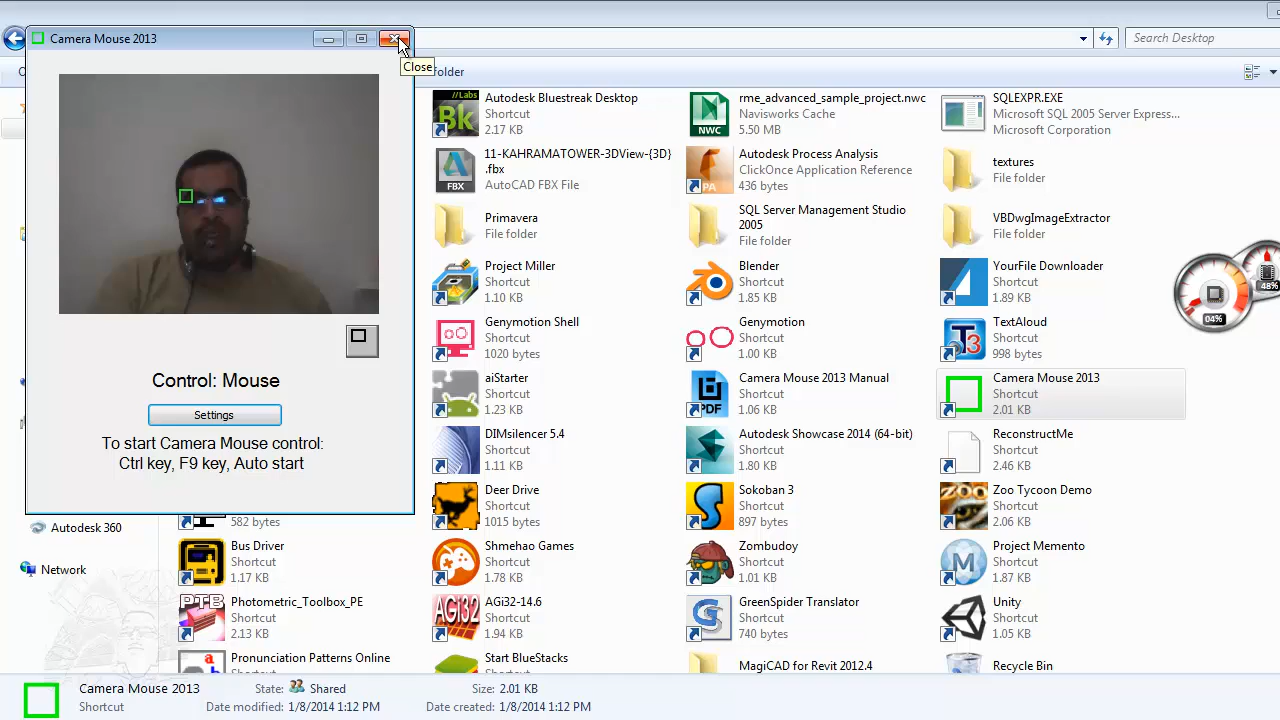 Camera Mouse 2013
Close
Control: Mouse
Settings
To start Camera Mouse control:
Ctrl key, F9 key, Auto start
Search Desktop
folder
Autodesk Bluestreak Desktop
Shortcut
2.17 KB
//Labs
Bk
rme_advanced_sample_project.nwc
Navisworks Cache
5.50 MB
NWC
SQLEXPR.EXE
Microsoft SQL 2005 Server Express...
Microsoft Corporation
11-KAHRAMATOWER-3DView-{3D}
.fbx
AutoCAD FBX File
FBX
Autodesk Process Analysis
ClickOnce Application Reference
436 bytes
PA
textures
File folder
Primavera
File folder
SQL Server Management Studio
2005
File folder
VBDwgImageExtractor
File folder
Project Miller
Shortcut
1.10 KB
Blender
Shortcut
1.85 KB
YourFile Downloader
Shortcut
1.89 KB
Genymotion Shell
Shortcut
1020 bytes
Genymotion
Shortcut
1.00 KB
TextAloud
Shortcut
998 bytes
T3
aiStarter
Shortcut
1.23 KB
Camera Mouse 2013 Manual
Shortcut
1.06 KB
PDF
Camera Mouse 2013
Shortcut
2.01 KB
DIMsilencer 5.4
Shortcut
1.11 KB
Autodesk Showcase 2014 (64-bit)
Shortcut
1.80 KB
ReconstructMe
Shortcut
2.46 KB
Autodesk 360
582 bytes
Deer Drive
Shortcut
1015 bytes
Sokoban 3
Shortcut
897 bytes
S
Zoo Tycoon Demo
Shortcut
2.06 KB
ZOO
Network
Bus Driver
Shortcut
1.17 KB
Shmehao Games
Shortcut
1.78 KB
Zombudoy
Shortcut
1.01 KB
Project Memento
Shortcut
1.87 KB
M
Photometric_Toolbox_PE
Shortcut
2.13 KB
PTB
AGi32-14.6
Shortcut
1.94 KB
AGi32
GreenSpider Translator
Shortcut
740 bytes
Unity
Shortcut
1.05 KB
Pronunciation Patterns Online
a
b
Start BlueStacks
Shortcut
MagiCAD for Revit 2012.4
Recycle Bin
04%
48%
Camera Mouse 2013
Shortcut
State: Shared
Date modified: 1/8/2014 1:12 PM
Size: 2.01 KB
Date created: 1/8/2014 1:12 PM